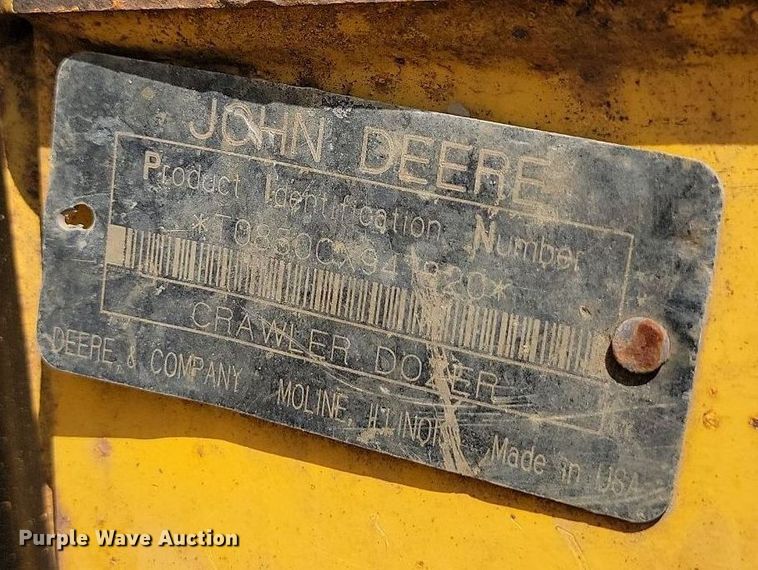 JOHN DEERE
Product Identification Number
CRAWLER DOZER
DEERE & COMPANY MOLINE, ILLINOIS Made in USA
Purple Wave Auction